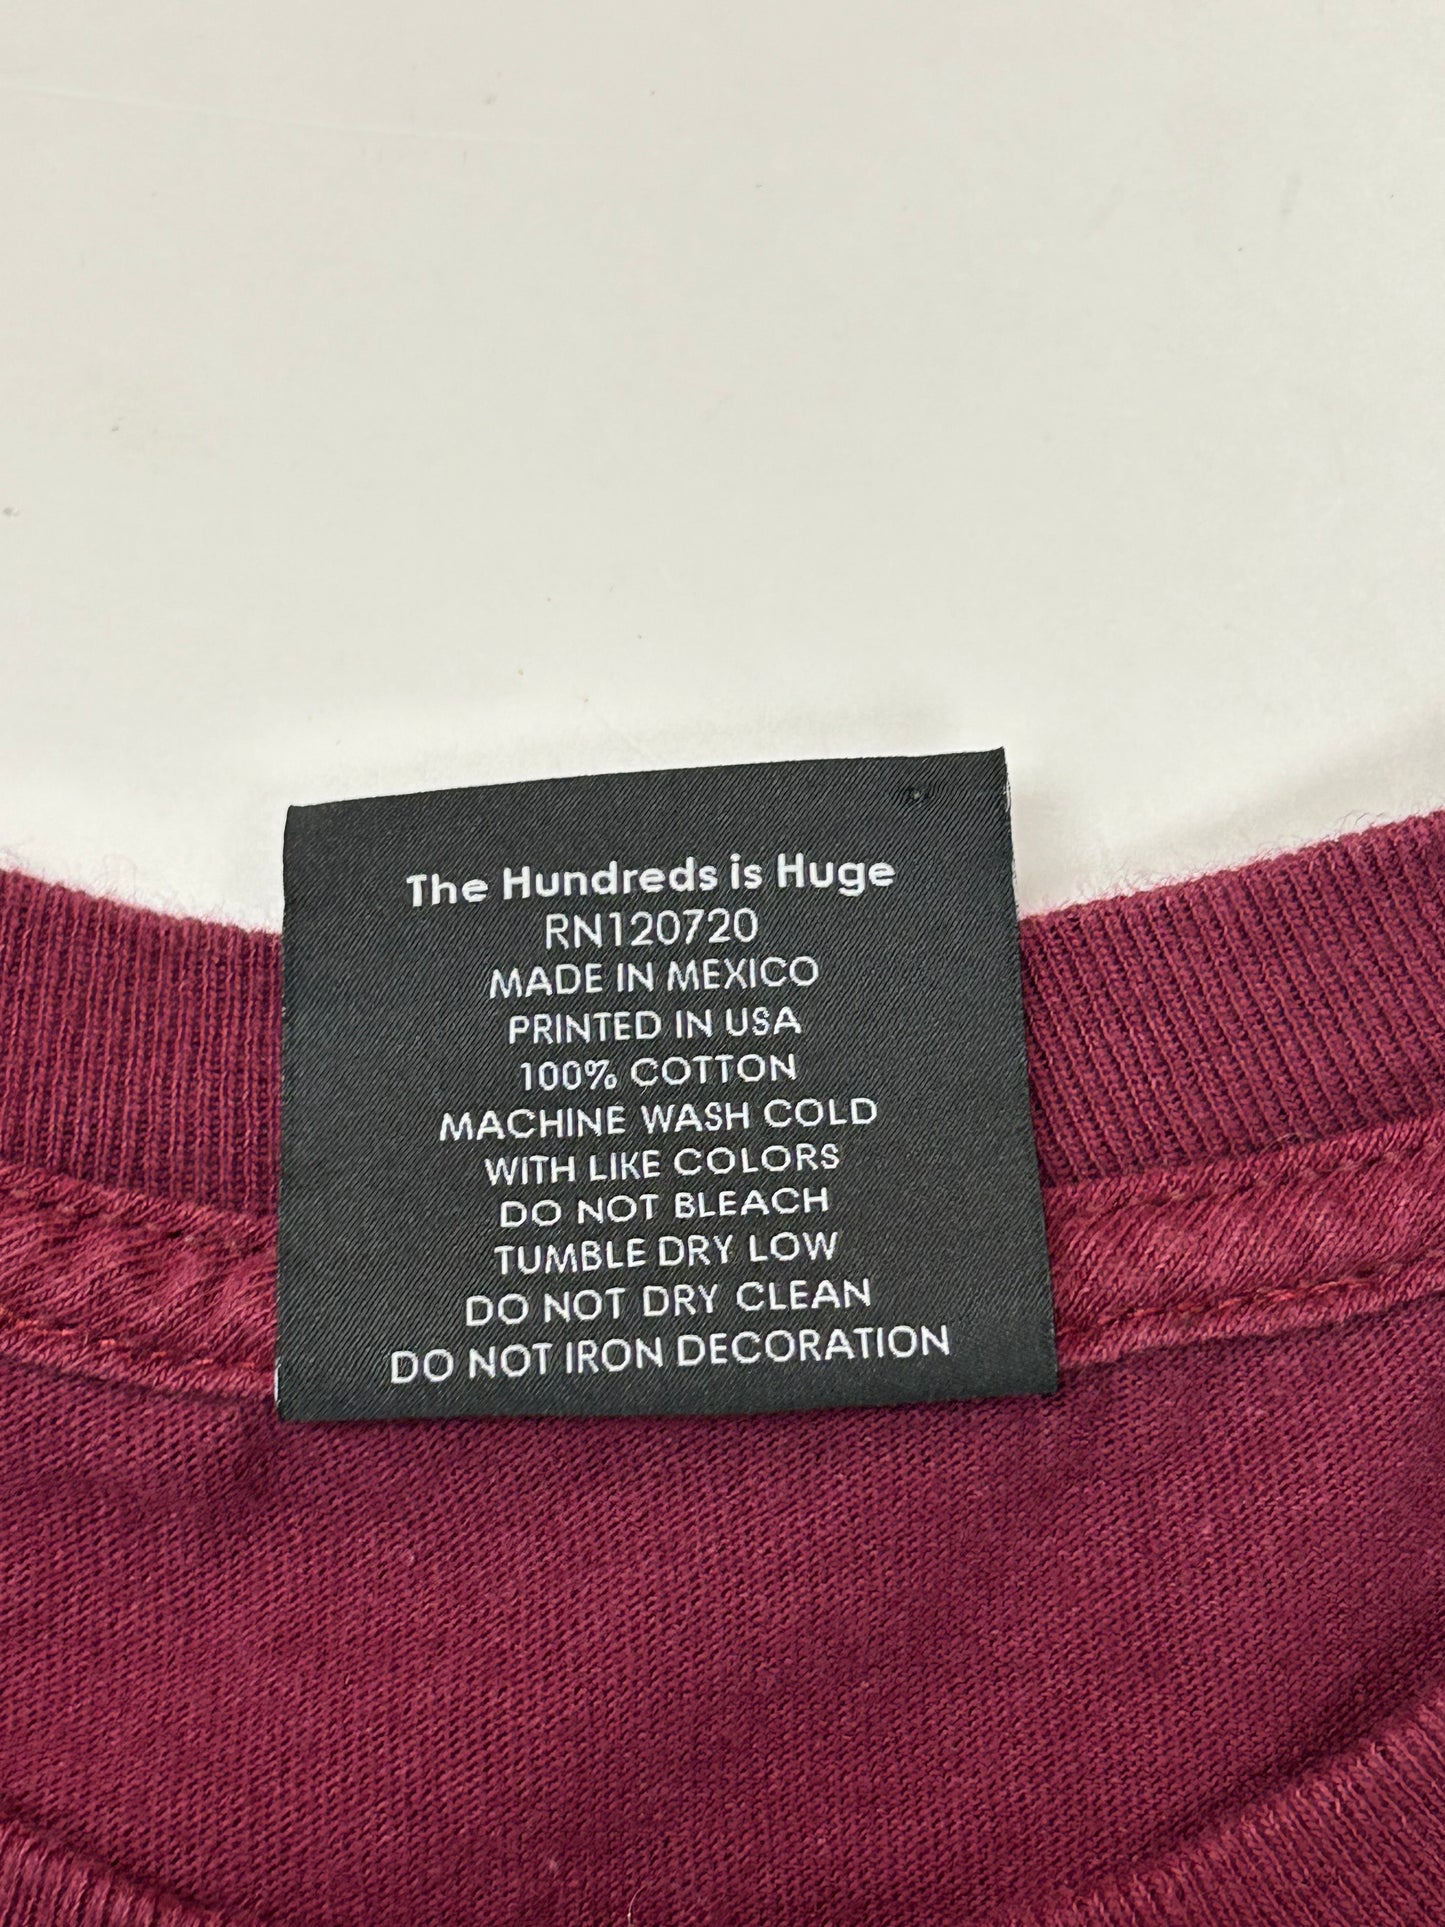 The Hundreds is Huge
RN120720
MADE IN MEXICO
PRINTED IN USA
100% COTTON
MACHINE WASH COLD
WITH LIKE COLORS
DO NOT BLEACH
TUMBLE DRY LOW
DO NOT DRY CLEAN
DO NOT IRON DECORATION